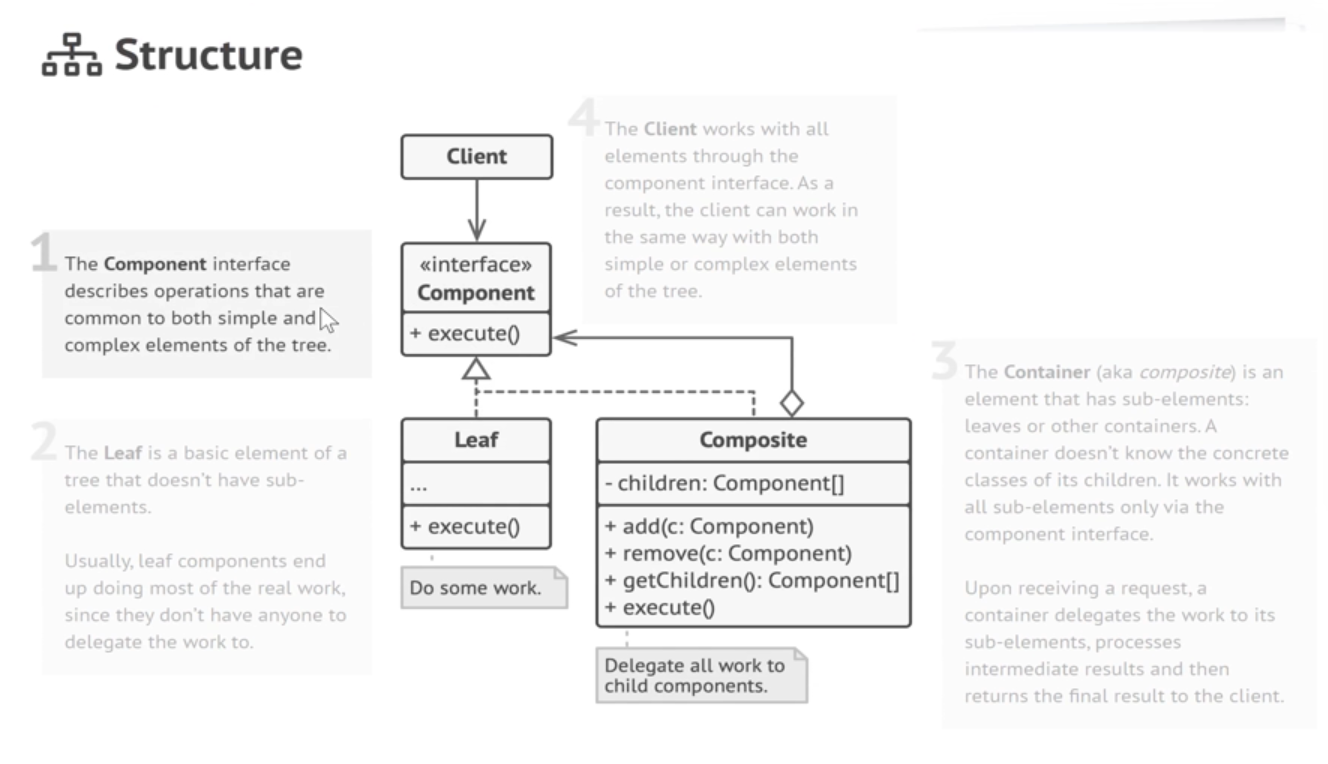 Structure
Client
«interface»
Component
+ execute()
Leaf
...
+ execute()
Do some work.
Composite
- children: Component[]
+ add(c: Component)
+ remove(c: Component)
+ getChildren(): Component[]
+ execute()
Delegate all work to
child components.
1
The Component interface
describes operations that are
common to both simple and
complex elements of the tree.
2
The Leaf is a basic element of a
tree that doesn't have sub-
elements.
Usually, leaf components end
up doing most of the real work,
since they don't have anyone to
delegate the work to.
3
The Container (aka composite) is an
element that has sub-elements:
leaves or other containers. A
container doesn't know the concrete
classes of its children. It works with
all sub-elements only via the
component interface.
Upon receiving a request, a
container delegates the work to its
sub-elements, processes
intermediate results and then
returns the final result to the client.
4
The Client works with all
elements through the
component interface. As a
result, the client can work in
the same way with both
simple or complex elements
of the tree.